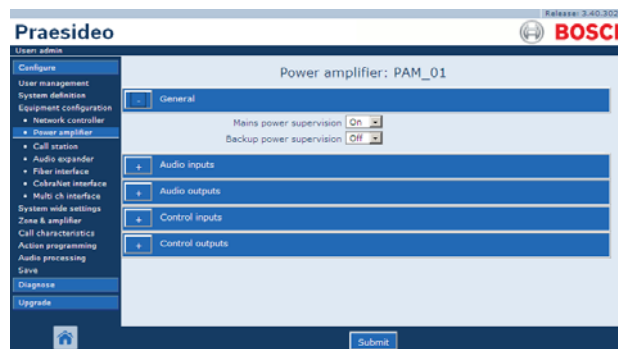 Release: 3.40.302
Praesideo
BOSCH
User: admin
Configure
User management
System definition
Equipment configuration
Network controller
Power amplifier
Call station
Audio expander
Fiber interface
CobraNet interface
Multi ch interface
System wide settings
Zone & amplifier
Call characteristics
Action programming
Audio processing
Save
Diagnose
Upgrade
Power amplifier: PAM_01
- General
Mains power supervision On
Backup power supervision Off
+ Audio inputs
+ Audio outputs
+ Control inputs
+ Control outputs
Submit